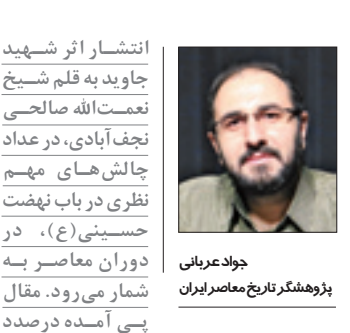 انتشار اثر شهید
جاوید به قلم شیخ
نعمت‌الله صالحی
نجف‌آبادی، در عداد
چالش‌های مهم
نظری در باب نهضت
حسینی(ع)، در
دوران معاصر به
شمار می‌رود. مقال
پی آمده درصدد
جواد عربانی
پژوهشگر تاریخ معاصر ایران